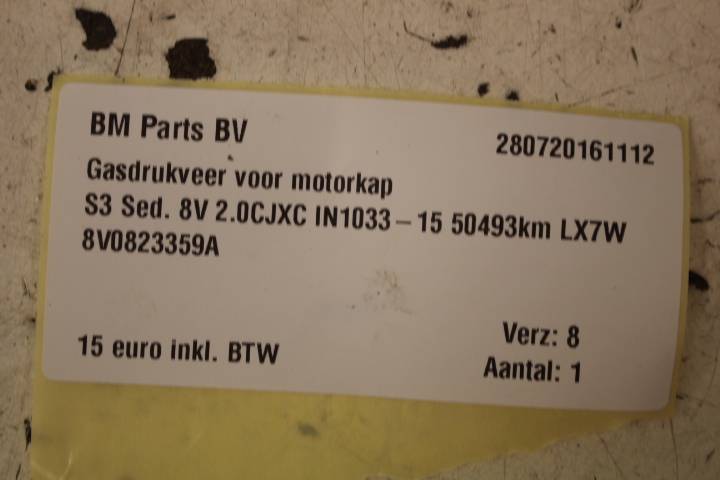 BM Parts BV
280720161112
Gasdrukveer voor motorkap
S3 Sed. 8V 2.0CJXC IN1033-15 50493km LX7W
8V0823359A
Verz: 8
15 euro inkl. BTW
Aantal: 1